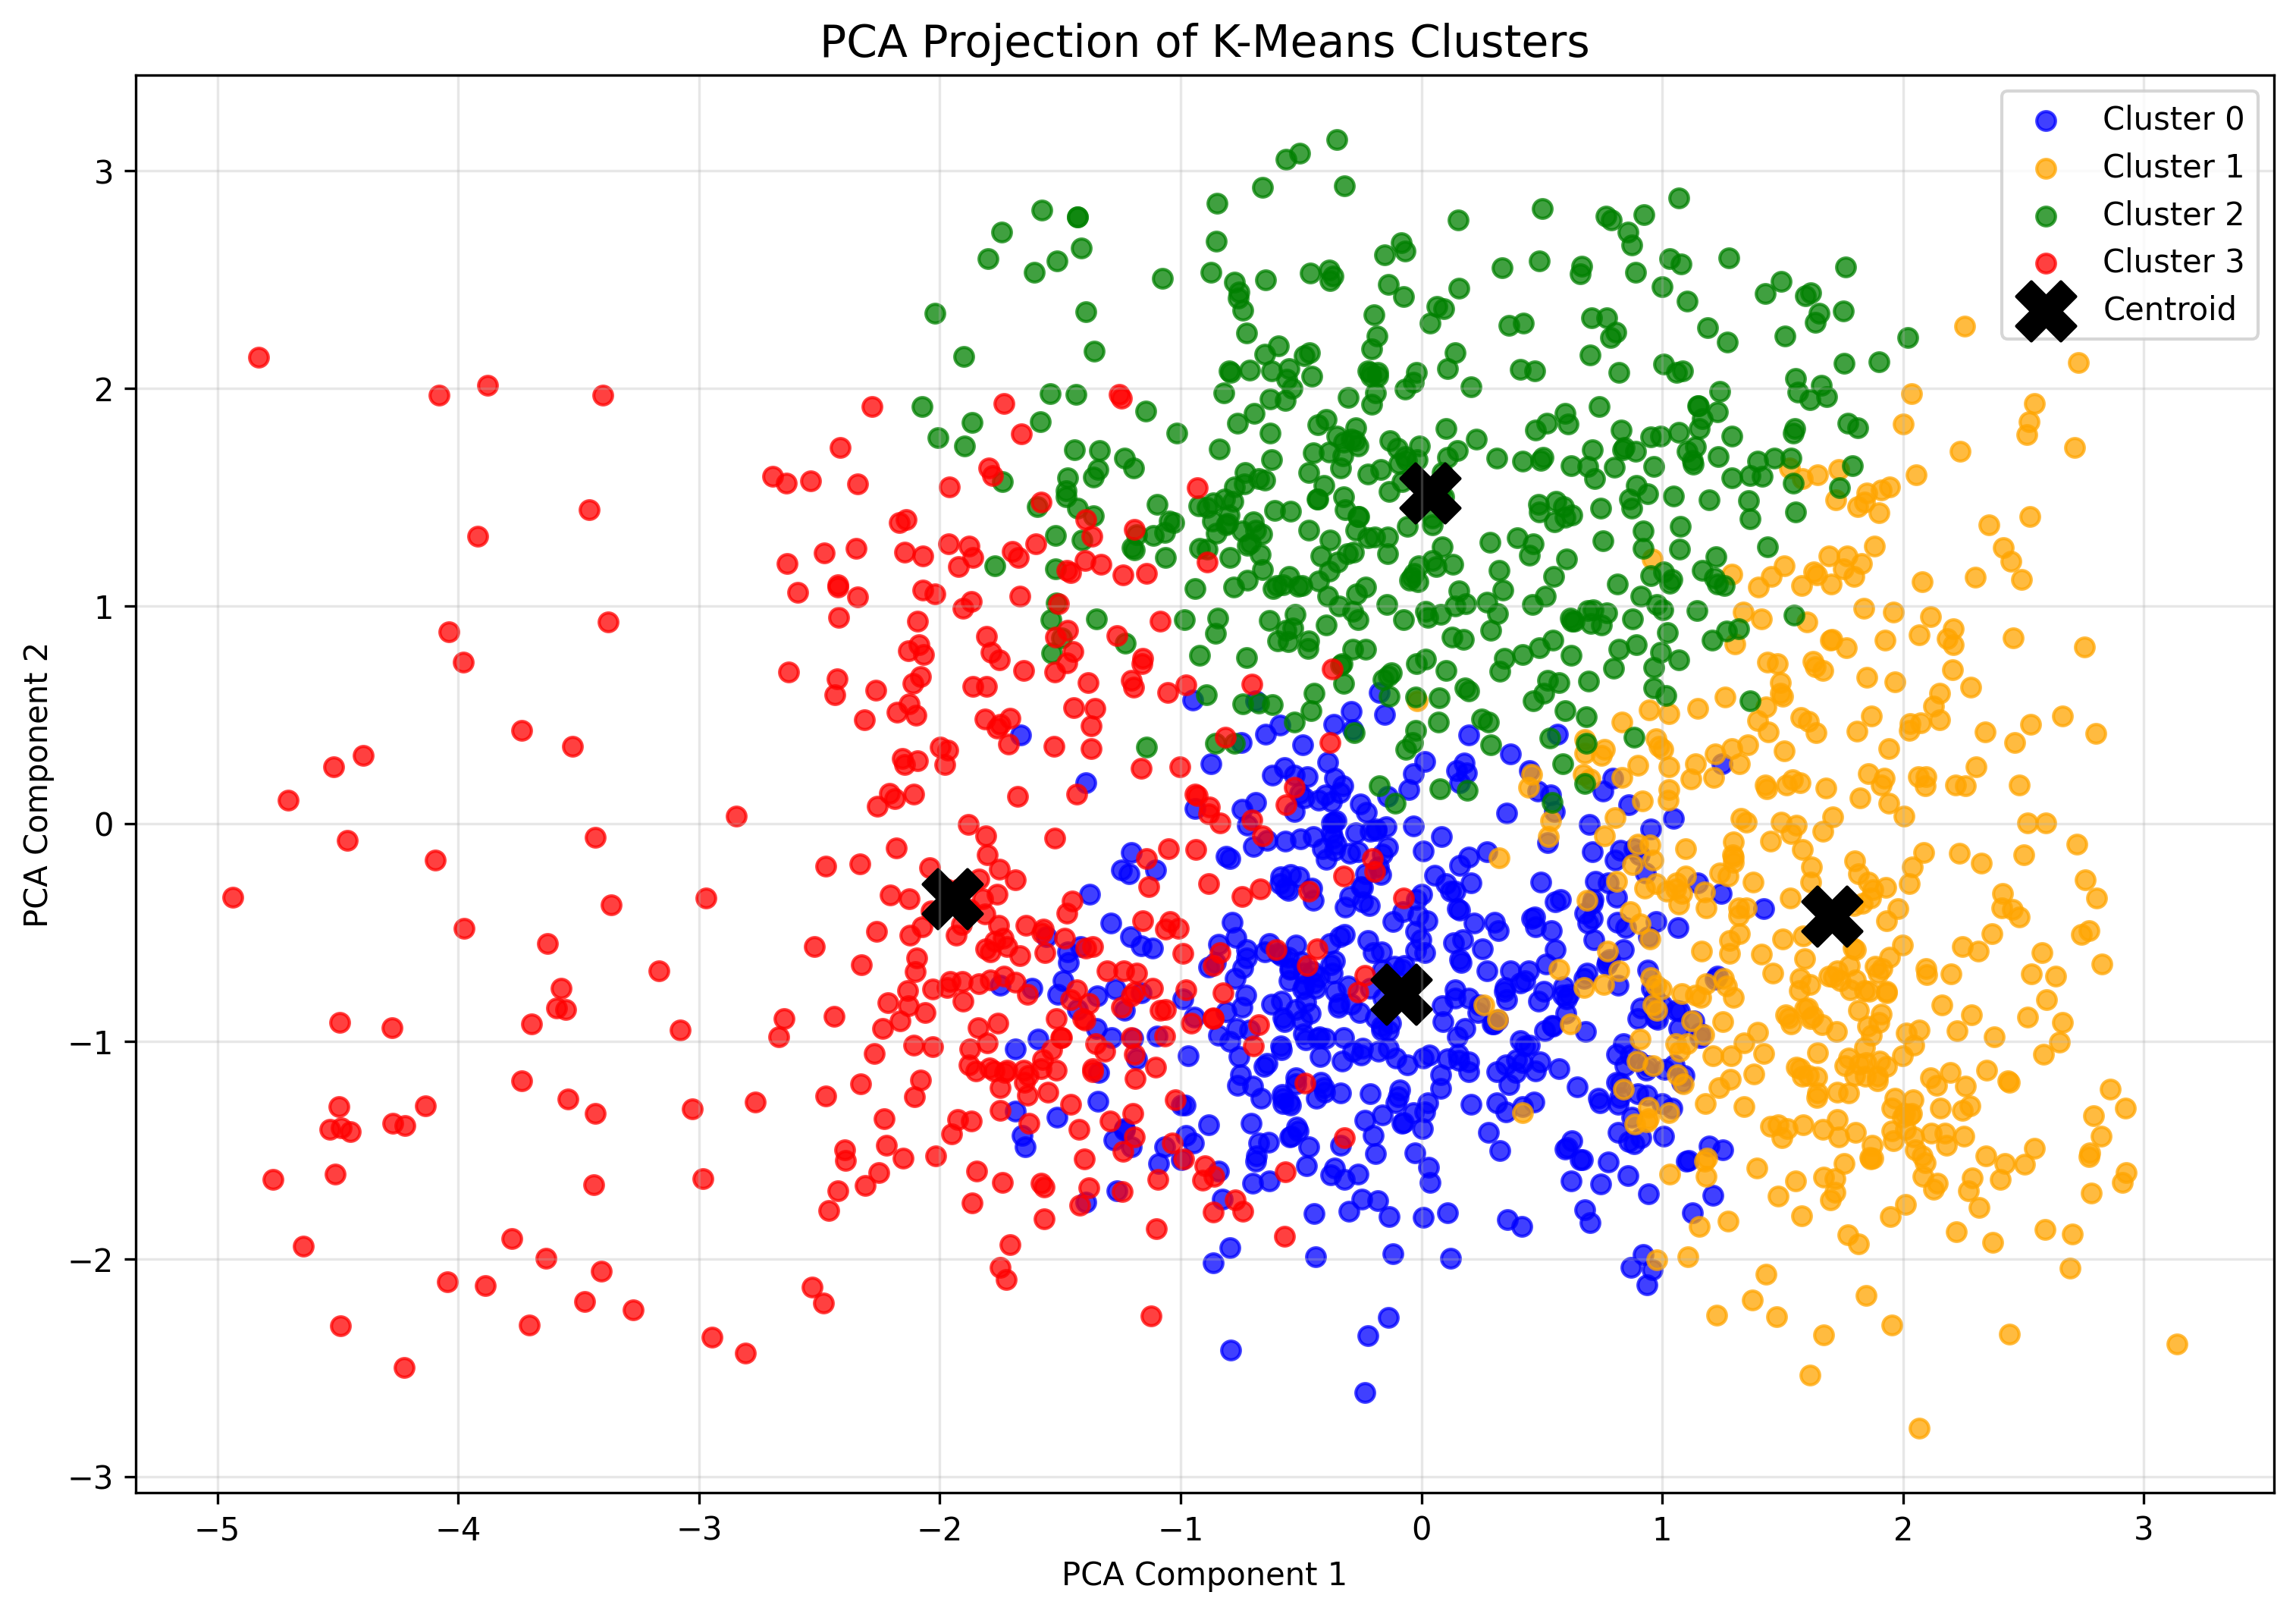 PCA Projection of K-Means Clusters
Cluster 0
Cluster 1
Cluster 2
Cluster 3
Centroid
PCA Component 2
3
2
1
0
−1
−2
−3
−5
−4
−3
−2
−1
0
1
2
3
PCA Component 1